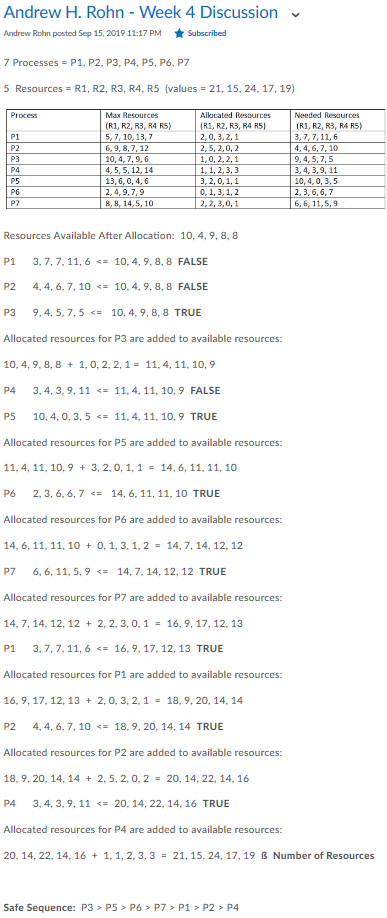 Andrew H. Rohn - Week 4 Discussion
Andrew Rohn posted Sep 15, 2019 11:17 PM Subscribed
7 Processes = P1, P2, P3, P4, P5, P6, P7
5 Resources = R1, R2, R3, R4, R5 (values = 21, 15, 24, 17, 19)
Process Max Resources Allocated Resources Needed Resources
(R1, R2, R3, R4 R5) (R1, R2, R3, R4 R5) (R1, R2, R3, R4 R5)
P1 5, 7, 10, 13, 7 2, 0, 3, 2, 1 3, 7, 7, 11, 6
P2 6, 9, 8, 7, 12 2, 5, 2, 0, 2 4, 4, 6, 7, 10
P3 10, 4, 7, 9, 6 1, 0, 2, 2, 1 9, 4, 5, 7, 5
P4 4, 5, 5, 12, 14 1, 1, 2, 3, 3 3, 4, 3, 9, 11
P5 13, 6, 0, 4, 6 3, 2, 0, 1, 1 10, 4, 0, 3, 5
P6 2, 4, 9, 7, 9 0, 1, 3, 1, 2 2, 3, 6, 6, 7
P7 8, 8, 14, 5, 10 2, 2, 3, 0, 1 6, 6, 11, 5, 9
Resources Available After Allocation: 10, 4, 9, 8, 8
P1 3, 7, 7, 11, 6 <= 10, 4, 9, 8, 8 FALSE
P2 4, 4, 6, 7, 10 <= 10, 4, 9, 8, 8 FALSE
P3 9, 4, 5, 7, 5 <= 10, 4, 9, 8, 8 TRUE
Allocated resources for P3 are added to available resources:
10, 4, 9, 8, 8 + 1, 0, 2, 2, 1 = 11, 4, 11, 10, 9
P4 3, 4, 3, 9, 11 <= 11, 4, 11, 10, 9 FALSE
P5 10, 4, 0, 3, 5 <= 11, 4, 11, 10, 9 TRUE
Allocated resources for P5 are added to available resources:
11, 4, 11, 10, 9 + 3, 2, 0, 1, 1 = 14, 6, 11, 11, 10
P6 2, 3, 6, 6, 7 <= 14, 6, 11, 11, 10 TRUE
Allocated resources for P6 are added to available resources:
14, 6, 11, 11, 10 + 0, 1, 3, 1, 2 = 14, 7, 14, 12, 12
P7 6, 6, 11, 5, 9 <= 14, 7, 14, 12, 12 TRUE
Allocated resources for P7 are added to available resources:
14, 7, 14, 12, 12 + 2, 2, 3, 0, 1 = 16, 9, 17, 12, 13
P1 3, 7, 7, 11, 6 <= 16, 9, 17, 12, 13 TRUE
Allocated resources for P1 are added to available resources:
16, 9, 17, 12, 13 + 2, 0, 3, 2, 1 = 18, 9, 20, 14, 14
P2 4, 4, 6, 7, 10 <= 18, 9, 20, 14, 14 TRUE
Allocated resources for P2 are added to available resources:
18, 9, 20, 14, 14 + 2, 5, 2, 0, 2 = 20, 14, 22, 14, 16
P4 3, 4, 3, 9, 11 <= 20, 14, 22, 14, 16 TRUE
Allocated resources for P4 are added to available resources:
20, 14, 22, 14, 16 + 1, 1, 2, 3, 3 = 21, 15, 24, 17, 19 ß Number of Resources
Safe Sequence: P3 > P5 > P6 > P7 > P1 > P2 > P4